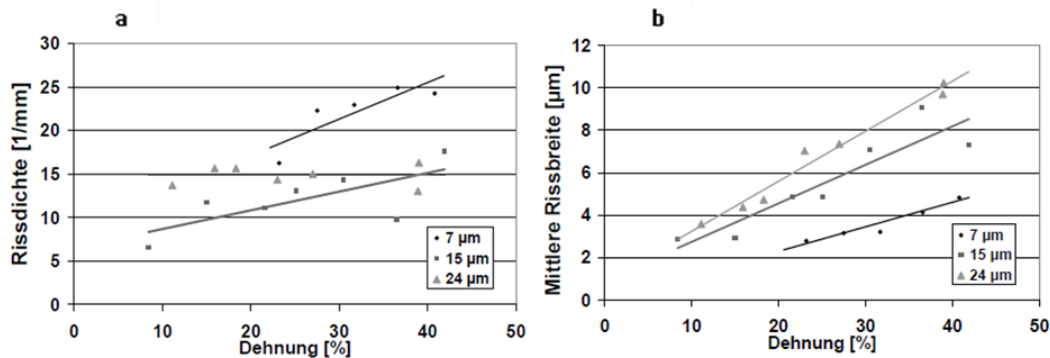 a
Rissdichte [1/mm]
30
25
20
15
10
5
0
0 10 20 30 40 50
Dehnung [%]
7 µm
15 µm
24 µm
b
Mittlere Rissbreite [µm]
12
10
8
6
4
2
0
0 10 20 30 40 50
Dehnung [%]
7 µm
15 µm
24 µm